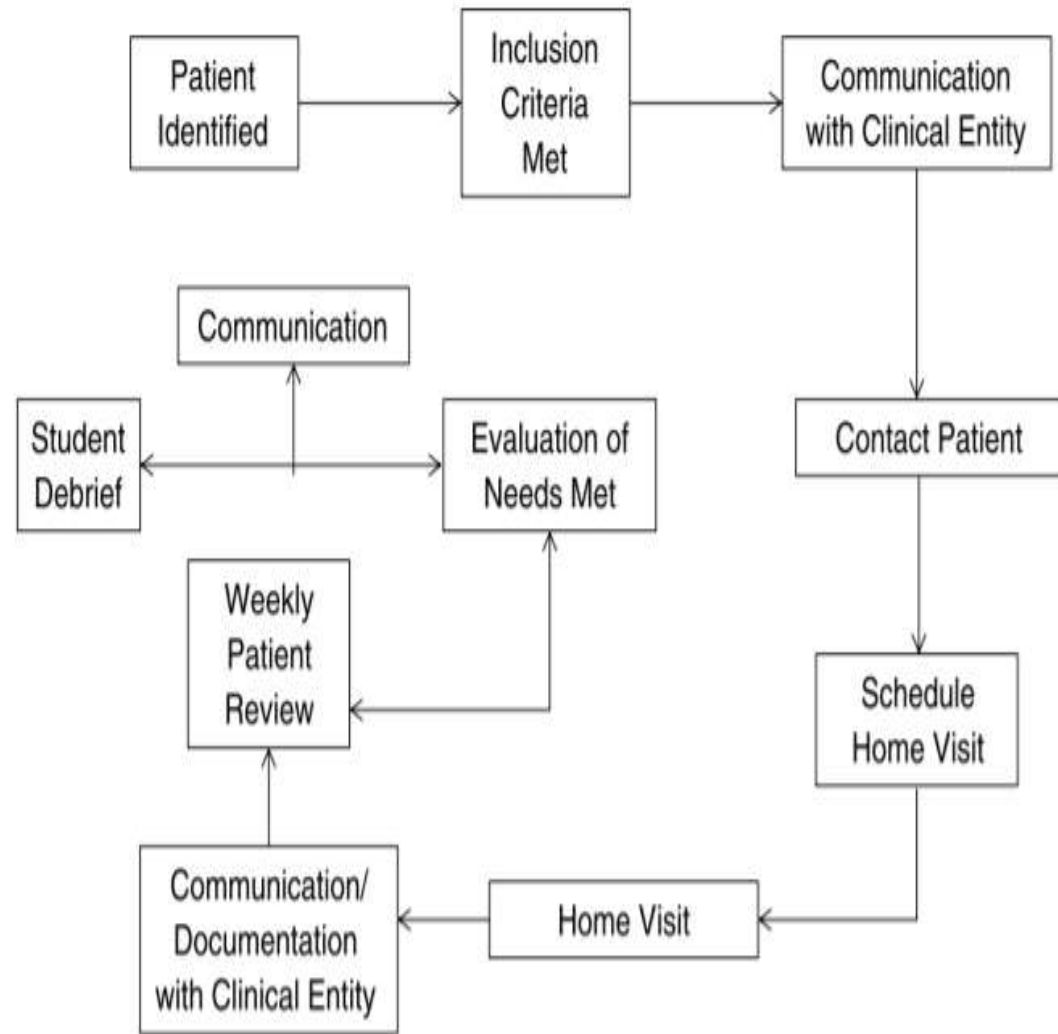 Patient
Identified
Inclusion
Criteria
Met
Communication
with Clinical Entity
Contact Patient
Schedule
Home Visit
Home Visit
Communication/
Documentation
with Clinical Entity
Weekly
Patient
Review
Evaluation of
Needs Met
Communication
Student
Debrief